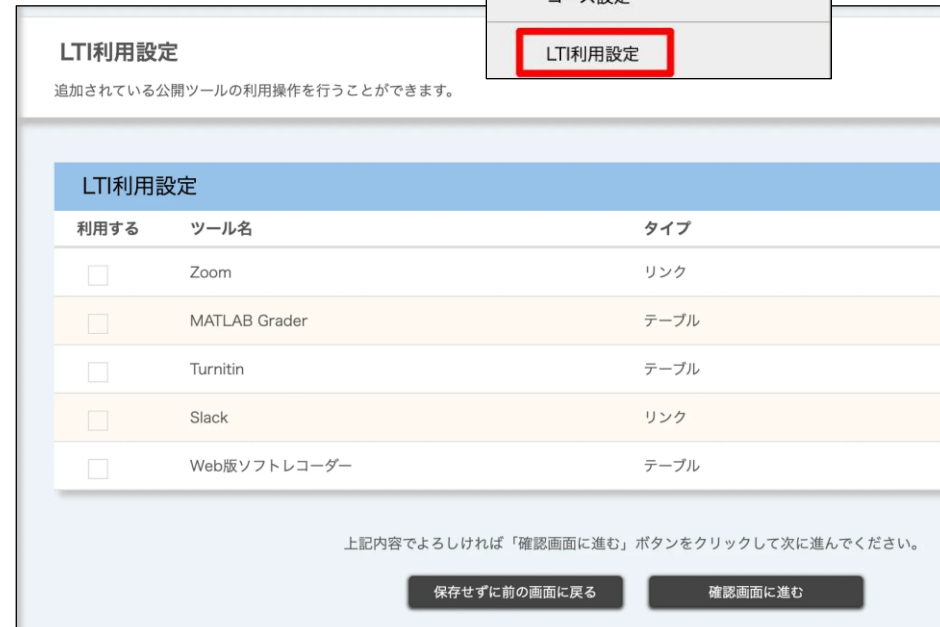 コース設定
LTI利用設定
LTI利用設定
追加されている公開ツールの利用操作を行うことができます。
LTI利用設定
利用する ツール名 タイプ
Zoom リンク
MATLAB Grader テーブル
Turnitin テーブル
Slack リンク
Web版ソフトレコーダー テーブル
上記内容でよろしければ「確認画面に進む」ボタンをクリックして次に進んでください。
保存せずに前の画面に戻る 確認画面に進む